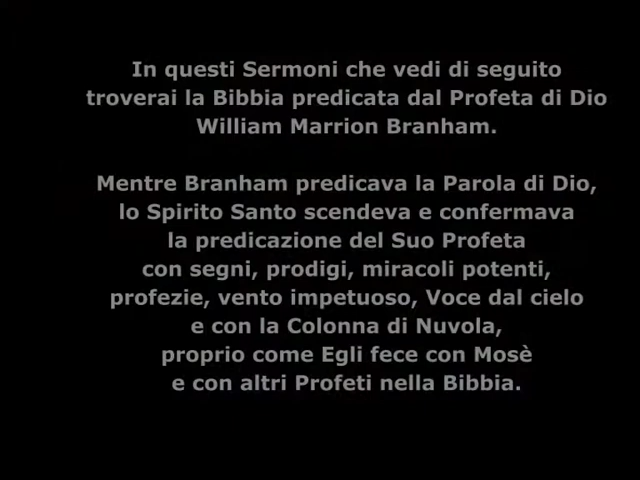 In questi Sermoni che vedi di seguito
troverai la Bibbia predicata dal Profeta di Dio
William Marrion Branham.
Mentre Branham predicava la Parola di Dio,
lo Spirito Santo scendeva e confermava
la predicazione del Suo Profeta
con segni, prodigi, miracoli potenti,
profezie, vento impetuoso, Voce dal cielo
e con la Colonna di Nuvola,
proprio come Egli fece con Mosè
e con altri Profeti nella Bibbia.